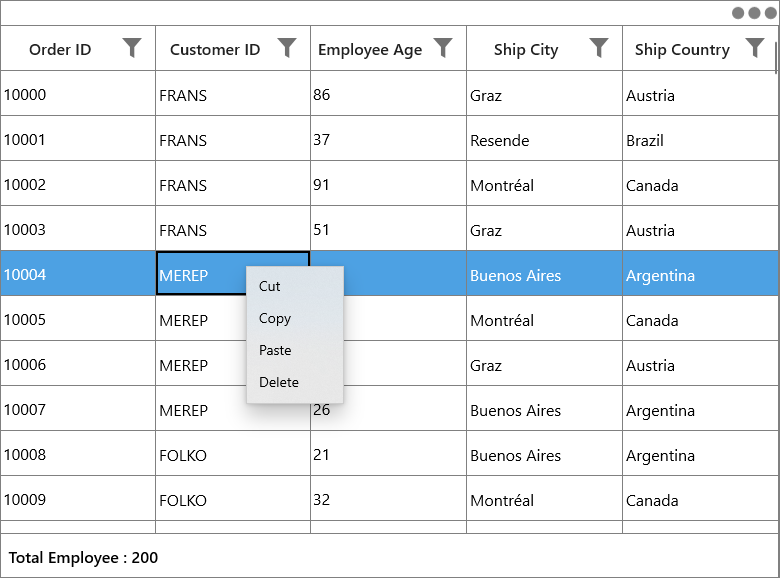 Order ID Customer ID Employee Age Ship City Ship Country
10000 FRANS 86 Graz Austria
10001 FRANS 37 Resende Brazil
10002 FRANS 91 Montréal Canada
10003 FRANS 51 Graz Austria
10004 MEREP Buenos Aires Argentina
Cut
10005 MEREP Montréal Canada
Copy
Paste
10006 MEREP Graz Austria
Delete
10007 MEREP 26 Buenos Aires Argentina
10008 FOLKO 21 Buenos Aires Argentina
10009 FOLKO 32 Montréal Canada
Total Employee : 200